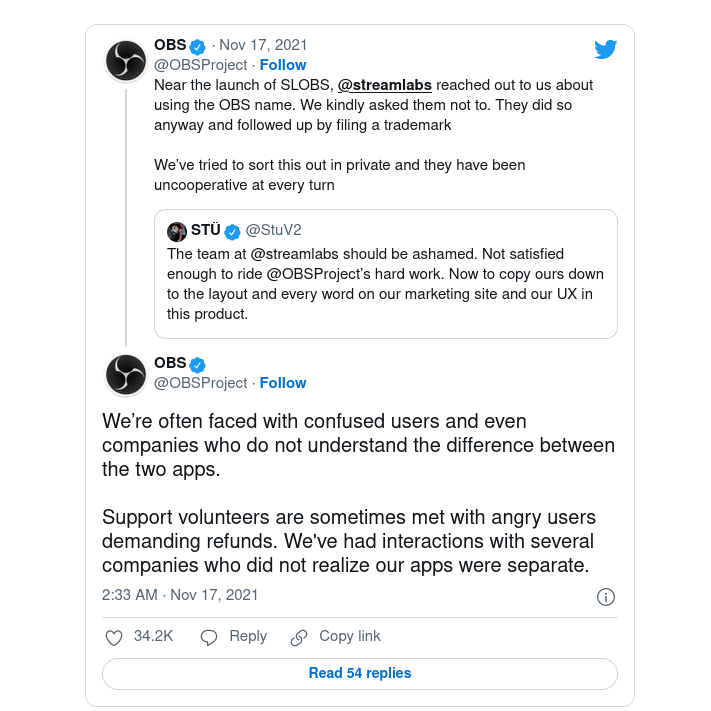 OBS · Nov 17, 2021
@OBSProject · Follow
Near the launch of SLOBS, @streamlabs reached out to us about
using the OBS name. We kindly asked them not to. They did so
anyway and followed up by filing a trademark
We've tried to sort this out in private and they have been
uncooperative at every turn
STÜ @StuV2
The team at @streamlabs should be ashamed. Not satisfied
enough to ride @OBSProject's hard work. Now to copy ours down
to the layout and every word on our marketing site and our UX in
this product.
OBS
@OBSProject · Follow
We're often faced with confused users and even
companies who do not understand the difference between
the two apps.
Support volunteers are sometimes met with angry users
demanding refunds. We've had interactions with several
companies who did not realize our apps were separate.
2:33 AM · Nov 17, 2021
34.2K Reply Copy link
Read 54 replies